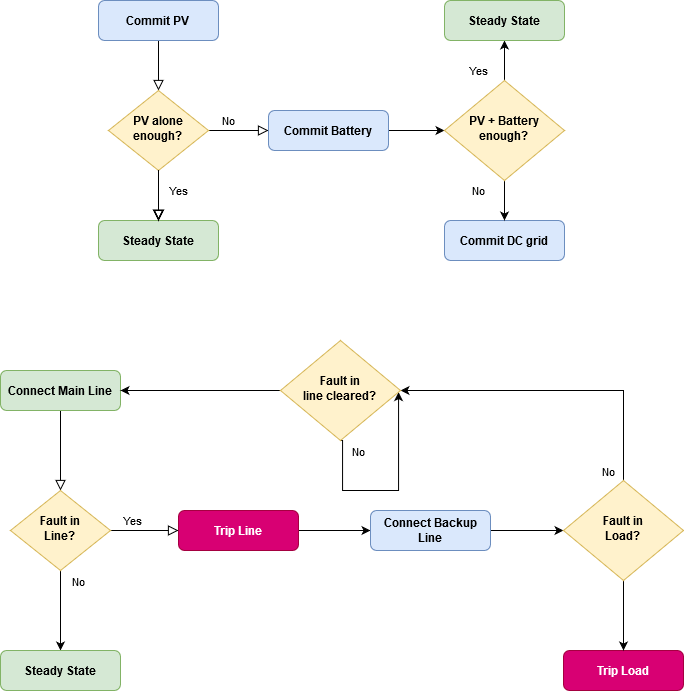 Commit PV
Steady State
Yes
PV alone
enough?
No
Commit Battery
PV + Battery
enough?
Yes
No
Steady State
Commit DC grid
Fault in
line cleared?
Connect Main Line
No
No
Fault in
Line?
Yes
Trip Line
Connect Backup
Line
Fault in
Load?
No
Steady State
Trip Load